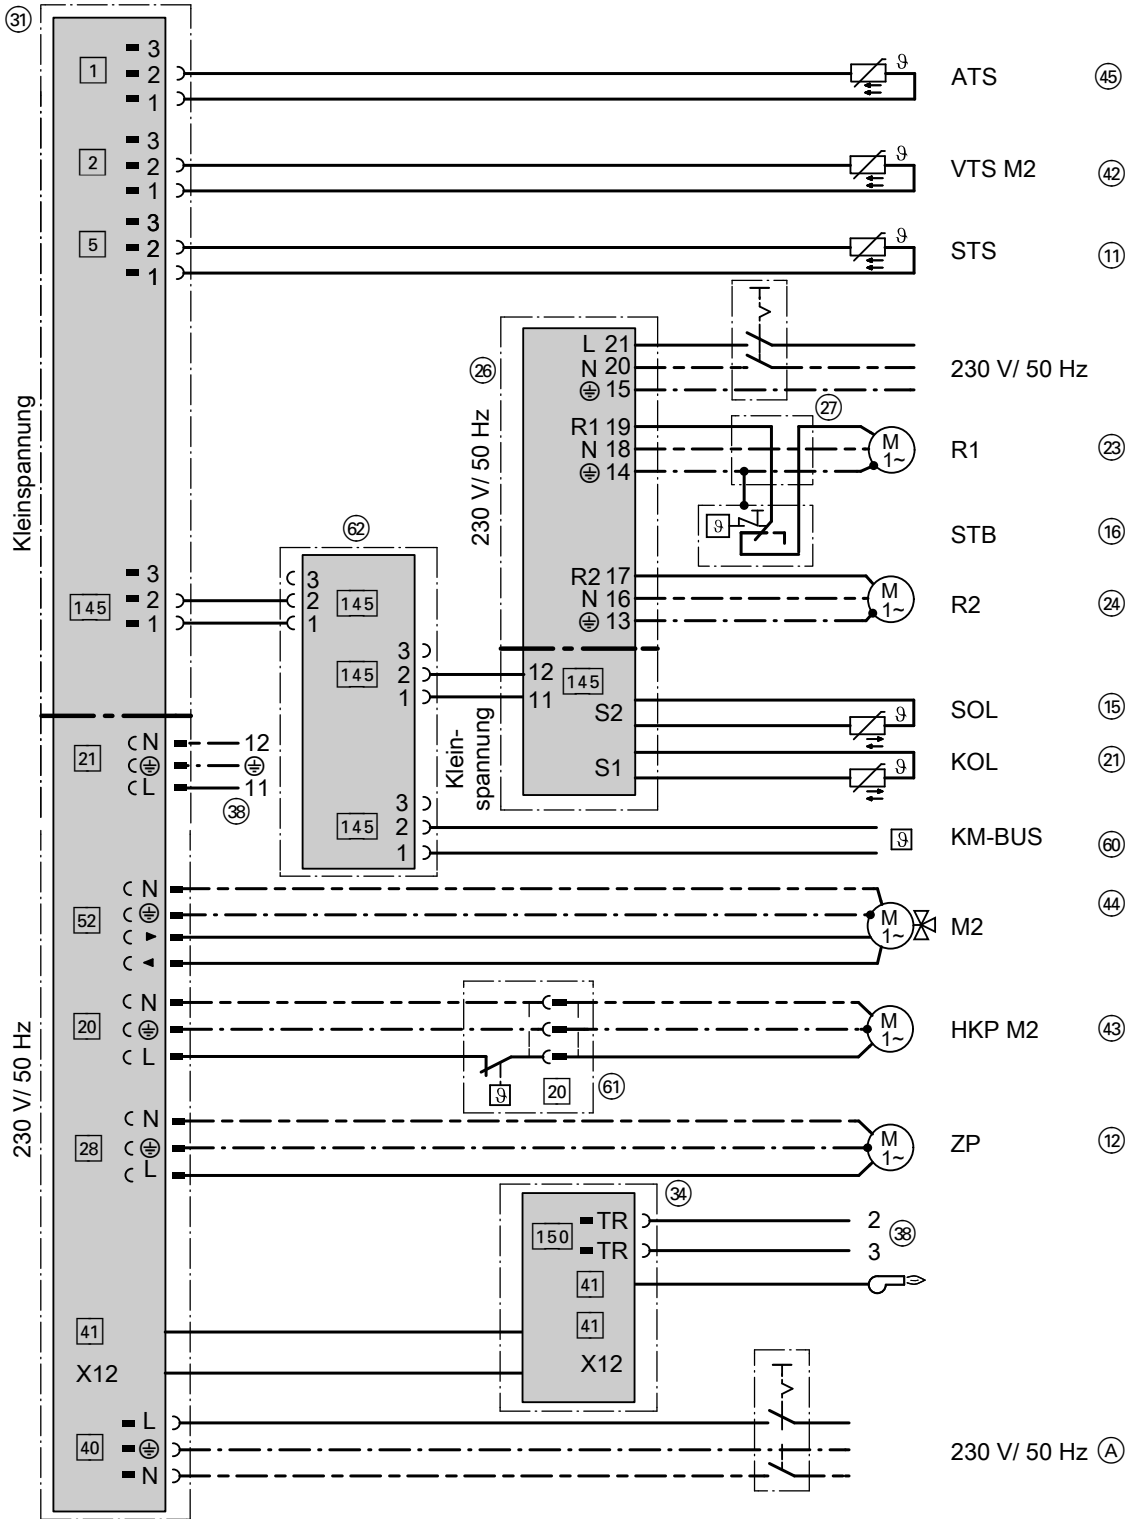 31
3
1 2 ϑ ATS 45
1
3
2 2 ϑ VTS M2 42
1
3
5 2 ϑ STS 11
1
Kleinspannung
26
230 V/ 50 Hz
L 21
N 20 230 V/ 50 Hz
15
27
R1 19
N 18 M 1~ R1 23
14
ϑ STB 16
62
3 3
145 2 2 145
1 1
R2 17
N 16 M 1~ R2 24
13
3
145 2 12 145
1 11
Klein-
spannung
S2 ϑ SOL 15
S1 ϑ KOL 21
N 12
21
L 11
38
3
145 2 ϑ KM-BUS 60
1
230 V/ 50 Hz
N 44
52 M 1~ M2
N
20 M 1~ HKP M2 43
L
ϑ 20 61
N
28 M 1~ ZP 12
L
34
150 TR 2 38
TR 3
41
41 41
X12 X12
L
40 230 V/ 50 Hz A
N